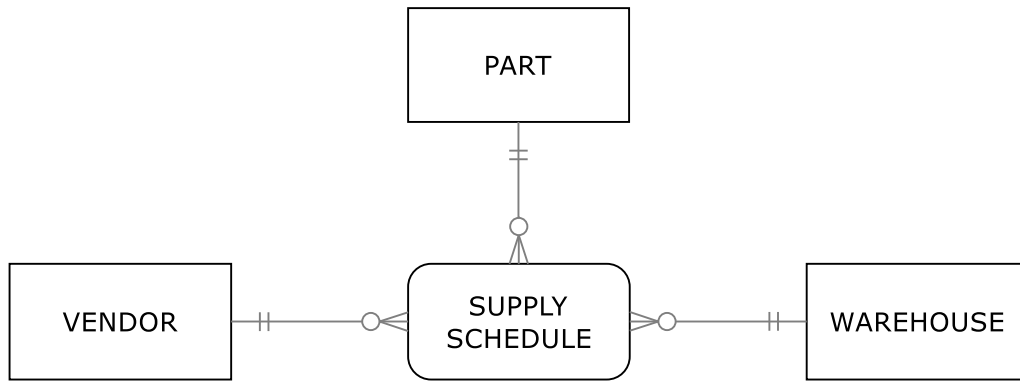 PART
VENDOR
SUPPLY
SCHEDULE
WAREHOUSE